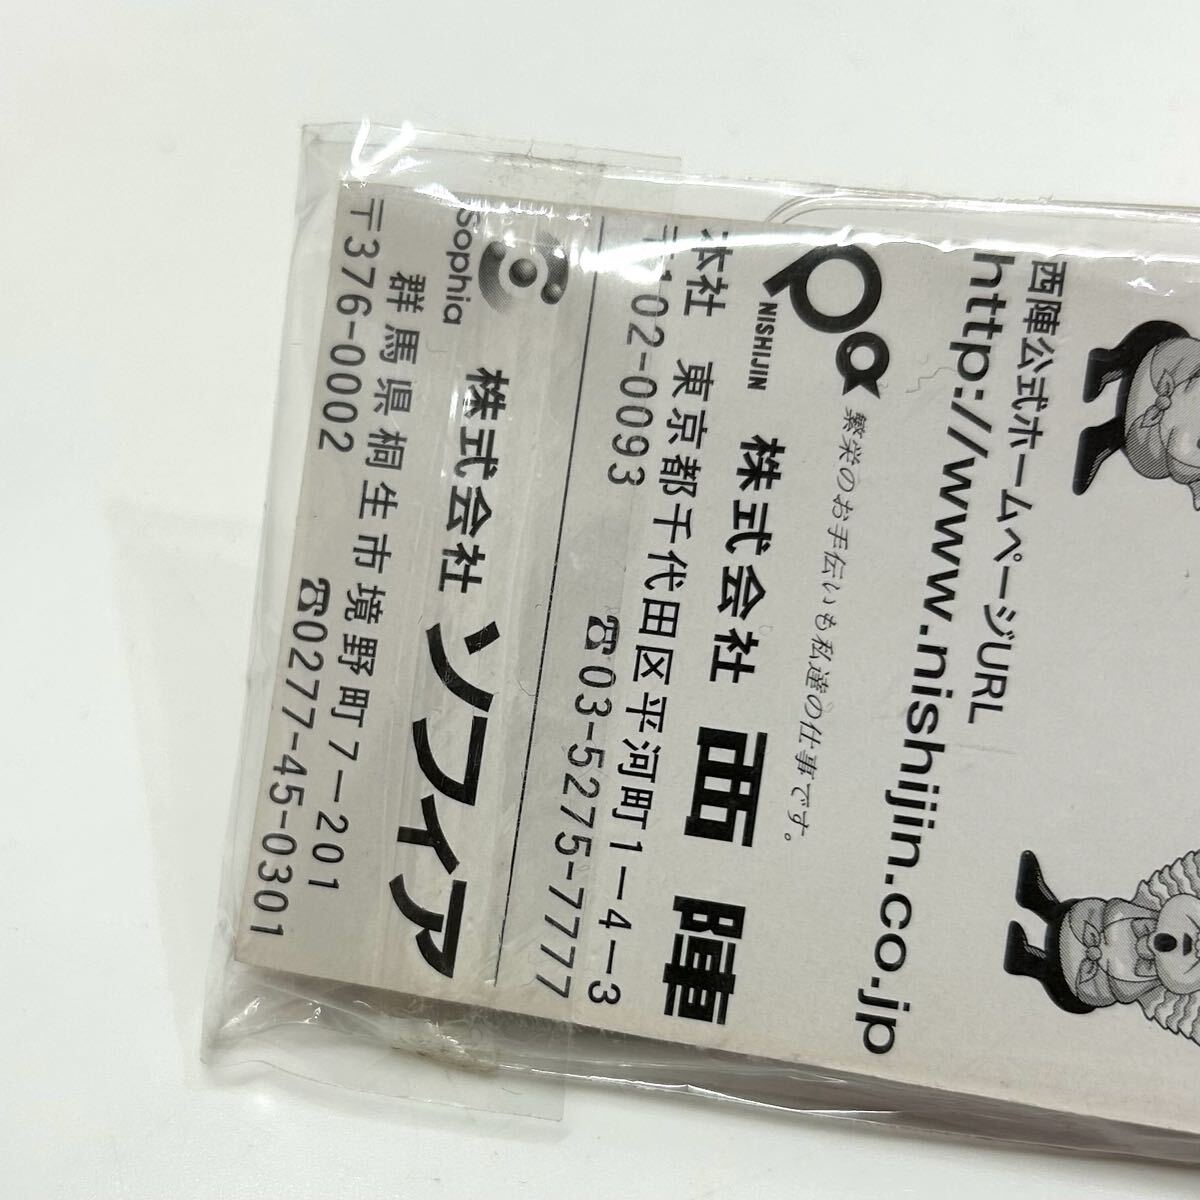 西陣公式ホームページURL
http://www.nishijin.co.jp
NISHIJIN
繁栄のお手伝いも私達の仕事です。
株式会社 西陣
本社 東京都千代田区平河町1-4-3
〒102-0093 ☎03-5275-7777
Sophia
株式会社 ソフィア
群馬県桐生市境野町7-201
〒376-0002 ☎0277-45-0301